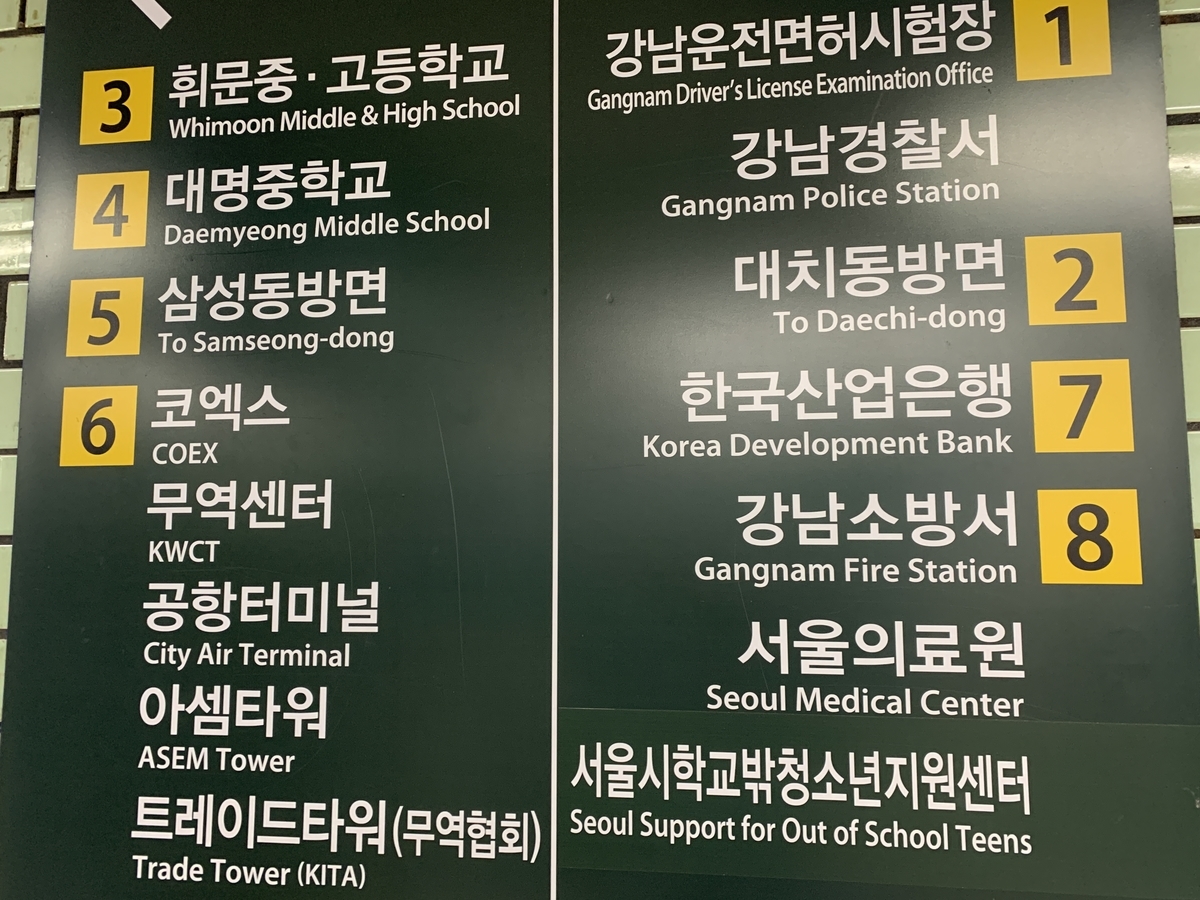 3
휘문중·고등학교
Whimoon Middle & High School
4
대명중학교
Daemyeong Middle School
5
삼성동방면
To Samseong-dong
6
코엑스
COEX
무역센터
KWCT
공항터미널
City Air Terminal
아셈타워
ASEM Tower
트레이드타워(무역협회)
Trade Tower (KITA)
강남운전면허시험장
1
Gangnam Driver's License Examination Office
강남경찰서
Gangnam Police Station
대치동방면
2
To Daechi-dong
한국산업은행
7
Korea Development Bank
강남소방서
8
Gangnam Fire Station
서울의료원
Seoul Medical Center
서울시학교밖청소년지원센터
Seoul Support for Out of School Teens